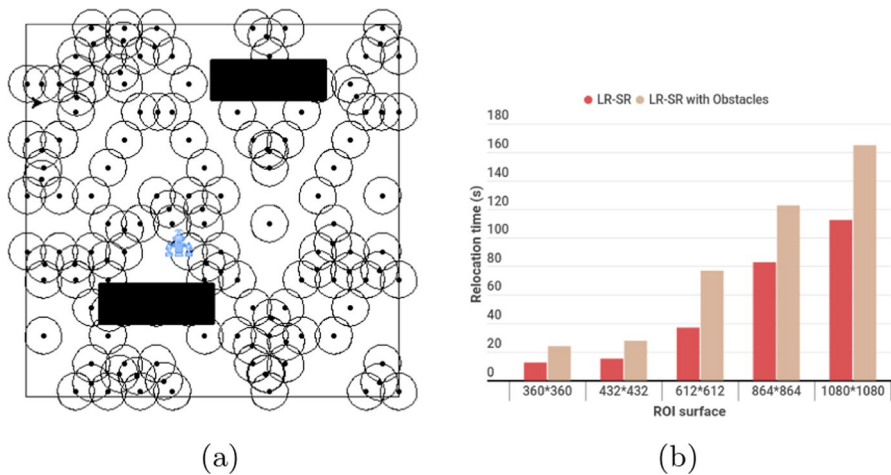 LR-SR LR-SR with Obstacles
180
160
140
120
100
80
60
40
20
0
Relocation time (s)
360*360 432*432 612*612 864*864 1080*1080
ROI surface
(a) (b)